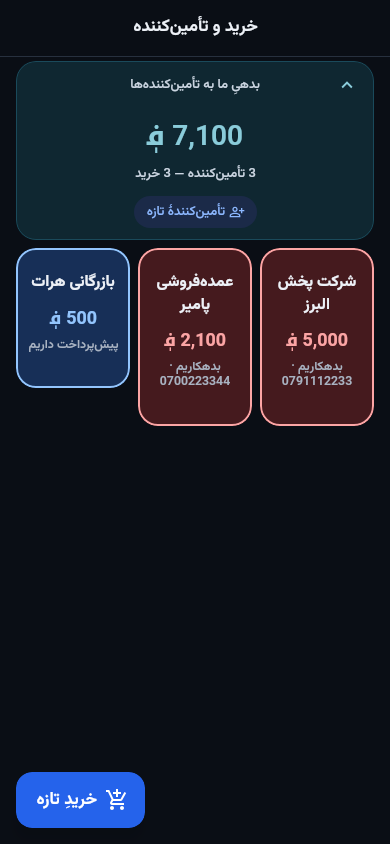 خرید و تأمین‌کننده
بدهیِ ما به تأمین‌کننده‌ها
7,100 ؋
3 تأمین‌کننده — 3 خرید
تأمین‌کنندهٔ تازه
شرکت پخش
البرز
5,000 ؋
بدهکاریم ·
0791112233
عمده‌فروشی
پامیر
2,100 ؋
بدهکاریم ·
0700223344
بازرگانی هرات
500 ؋
پیش‌پرداخت داریم
خریدِ تازه